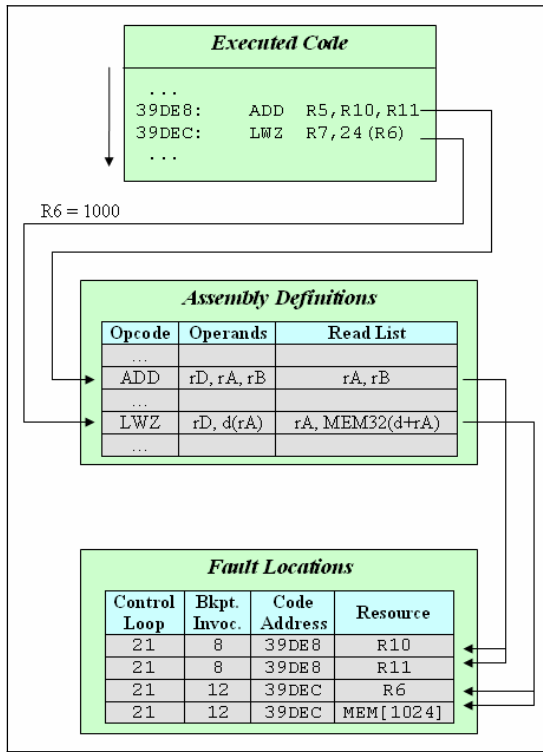 Executed Code
...
39DE8: ADD R5,R10,R11
39DEC: LWZ R7,24(R6)
...
R6 = 1000
Assembly Definitions
Opcode Operands Read List
...
ADD rD, rA, rB rA, rB
...
LWZ rD, d(rA) rA, MEM32(d+rA)
...
Fault Locations
Control Loop Bkpt. Invoc. Code Address Resource
21 8 39DE8 R10
21 8 39DE8 R11
21 12 39DEC R6
21 12 39DEC MEM[1024]